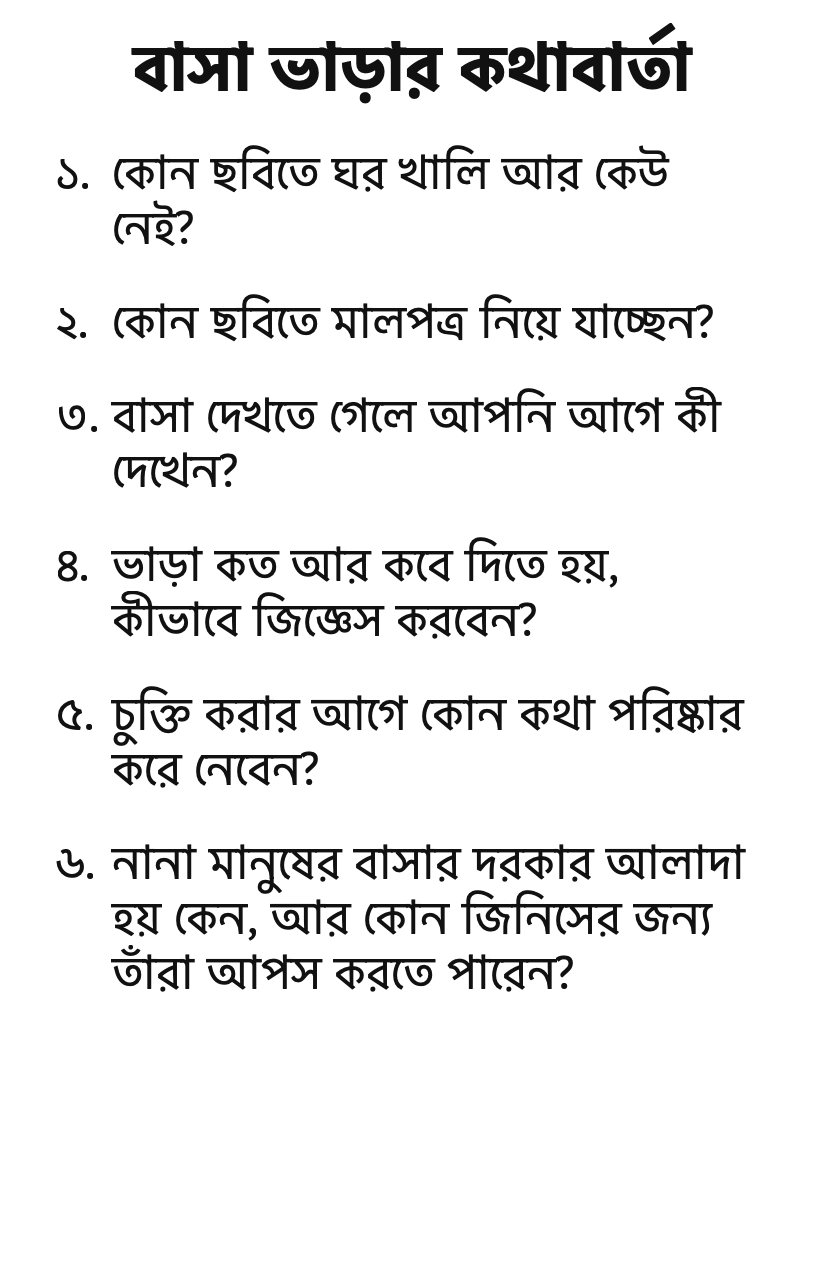 বাসা ভাড়ার কথাবার্তা
১. কোন ছবিতে ঘর খালি আর কেউ
নেই?
২. কোন ছবিতে মালপত্র নিয়ে যাচ্ছেন?
৩. বাসা দেখতে গেলে আপনি আগে কী
দেখেন?
৪. ভাড়া কত আর কবে দিতে হয়,
কীভাবে জিজ্ঞেস করবেন?
৫. চুক্তি করার আগে কোন কথা পরিষ্কার
করে নেবেন?
৬. নানা মানুষের বাসার দরকার আলাদা
হয় কেন, আর কোন জিনিসের জন্য
তাঁরা আপস করতে পারেন?